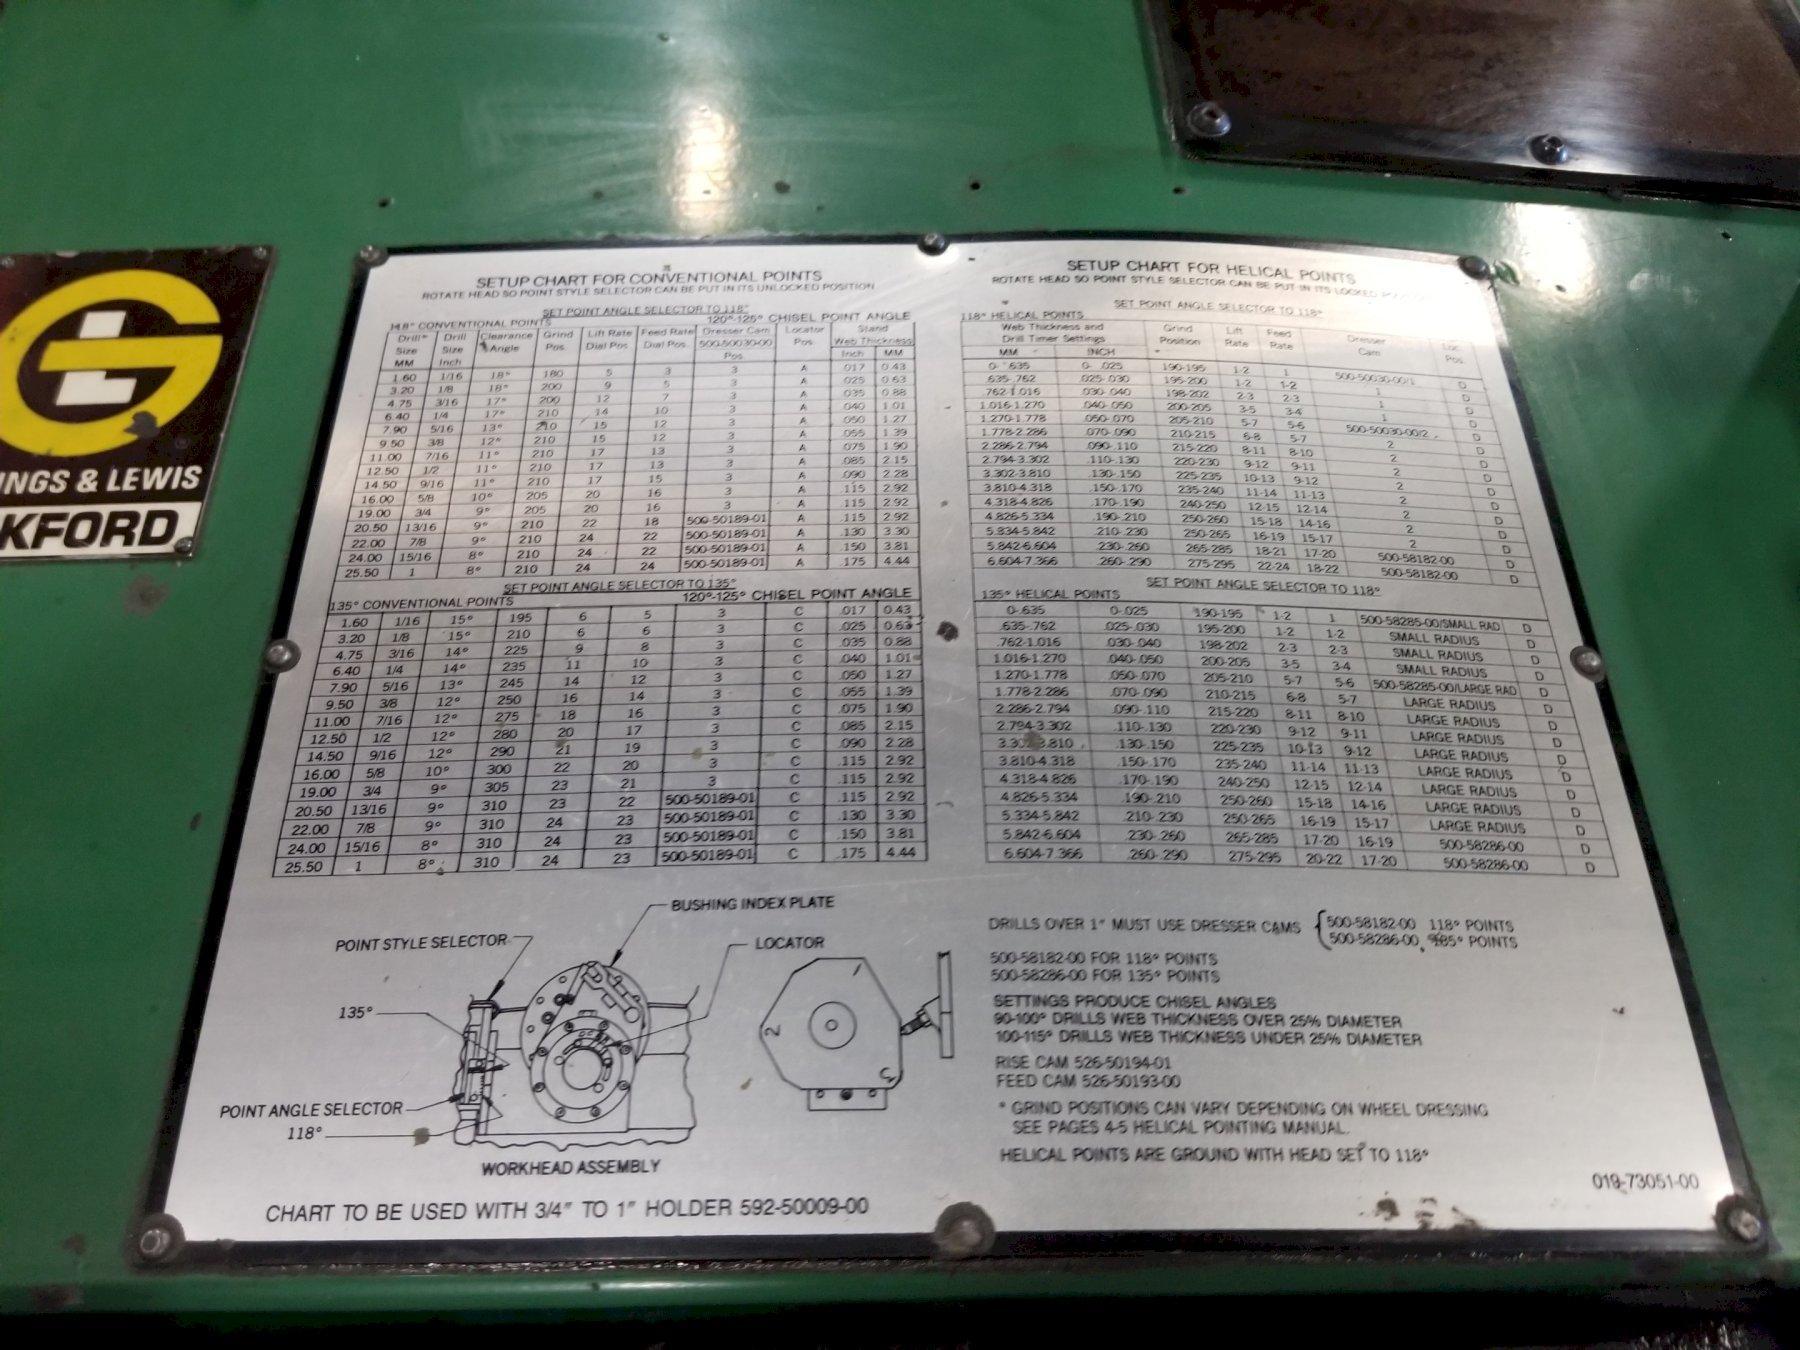 INGS & LEWIS
KFORD
SETUP CHART FOR CONVENTIONAL POINTS
ROTATE HEAD SO POINT STYLE SELECTOR CAN BE PUT IN ITS UNLOCKED POSITION
SET POINT ANGLE SELECTOR TO 118°
CONVENTIONAL POINTS 120°-125° CHISEL POINT ANGLE
Drill Size MM Drill Size Inch Clearance Angle Grind Pos. Lift Rate Dial Pos. Feed Rate Dial Pos. Dresser Cam 500-50030-00 Pos. Locator Pos. Stand Web Thickness Inch MM
1.60 1/16 18° 180 5 3 3 A .017 0.43
3.20 1/8 18° 200 9 5 3 A .025 0.63
4.75 3/16 17° 200 12 7 3 A .035 0.88
6.40 1/4 17° 210 14 10 3 A .040 1.01
7.90 5/16 13° 210 15 12 3 A .050 1.27
9.50 3/8 12° 210 15 12 3 A .055 1.39
11.00 7/16 11° 210 17 13 3 A .075 1.90
12.50 1/2 11° 210 17 13 3 A .085 2.15
14.50 9/16 11° 210 17 15 3 A .090 2.28
16.00 5/8 10° 205 20 16 3 A .115 2.92
19.00 3/4 9° 205 20 16 3 A .115 2.92
20.50 13/16 9° 210 22 18 500-50189-01 A .115 2.92
22.00 7/8 9° 210 24 22 500-50189-01 A .130 3.30
24.00 15/16 8° 210 24 22 500-50189-01 A .150 3.81
25.50 1 8° 210 24 24 500-50189-01 A .175 4.44
SET POINT ANGLE SELECTOR TO 135°
135° CONVENTIONAL POINTS 120°-125° CHISEL POINT ANGLE
1.60 1/16 15° 195 6 5 3 C .017 0.43
3.20 1/8 15° 210 6 6 3 C .025 0.63
4.75 3/16 14° 225 9 8 3 C .035 0.88
6.40 1/4 14° 235 11 10 3 C .040 1.01
7.90 5/16 13° 245 14 12 3 C .050 1.27
9.50 3/8 12° 250 16 14 3 C .055 1.39
11.00 7/16 12° 275 18 16 3 C .075 1.90
12.50 1/2 12° 280 20 17 3 C .085 2.15
14.50 9/16 12° 290 21 19 3 C .090 2.28
16.00 5/8 10° 300 22 20 3 C .115 2.92
19.00 3/4 9° 305 23 21 3 C .115 2.92
20.50 13/16 9° 310 23 22 500-50189-01 C .115 2.92
22.00 7/8 9° 310 24 23 500-50189-01 C .130 3.30
24.00 15/16 8° 310 24 23 500-50189-01 C .150 3.81
25.50 1 8° 310 24 23 500-50189-01 C .175 4.44
BUSHING INDEX PLATE
POINT STYLE SELECTOR
LOCATOR
135°
2
POINT ANGLE SELECTOR
118°
WORKHEAD ASSEMBLY
CHART TO BE USED WITH 3/4" TO 1" HOLDER 592-50009-00
SETUP CHART FOR HELICAL POINTS
ROTATE HEAD SO POINT STYLE SELECTOR CAN BE PUT IN ITS LOCKED
SET POINT ANGLE SELECTOR TO 118°
118° HELICAL POINTS
Web Thickness and Drill Timer Settings MM INCH Grind Position Lift Rate Feed Rate Dresser Cam Loc. Pos.
0-.635 0-.025 190-195 1-2 1 500-50030-00/1 D
.635-.762 .025-.030 195-200 1-2 1-2 1 D
.762-1.016 .030-.040 198-202 2-3 2-3 1 D
1.016-1.270 .040-.050 200-205 3-5 3-4 1 D
1.270-1.778 .050-.070 205-210 5-7 5-6 500-50030-00/2 D
1.778-2.286 .070-.090 210-215 6-8 5-7 2 D
2.286-2.794 .090-.110 215-220 8-11 8-10 2 D
2.794-3.302 .110-.130 220-230 9-12 9-11 2 D
3.302-3.810 .130-.150 225-235 10-13 9-12 2 D
3.810-4.318 .150-.170 235-240 11-14 11-13 2 D
4.318-4.826 .170-.190 240-250 12-15 12-14 2 D
4.826-5.334 .190-.210 250-260 15-18 14-16 2 D
5.334-5.842 .210-.230 250-265 16-19 15-17 2 D
5.842-6.604 .230-.260 265-285 18-21 17-20 500-58182-00 D
6.604-7.366 .260-.290 275-295 22-24 18-22 500-58182-00 D
SET POINT ANGLE SELECTOR TO 118°
135° HELICAL POINTS
0-.635 0-.025 190-195 1-2 1 500-58285-00/SMALL RAD D
.635-.762 .025-.030 195-200 1-2 1-2 SMALL RADIUS D
.762-1.016 .030-.040 198-202 2-3 2-3 SMALL RADIUS D
1.016-1.270 .040-.050 200-205 3-5 3-4 SMALL RADIUS D
1.270-1.778 .050-.070 205-210 5-7 5-6 500-58285-00/LARGE RAD D
1.778-2.286 .070-.090 210-215 6-8 5-7 LARGE RADIUS D
2.286-2.794 .090-.110 215-220 8-11 8-10 LARGE RADIUS D
2.794-3.302 .110-.130 220-230 9-12 9-11 LARGE RADIUS D
.130-.150 225-235 10-13 9-12 LARGE RADIUS D
3.810-4.318 .150-.170 235-240 11-14 11-13 LARGE RADIUS D
4.318-4.826 .170-.190 240-250 12-15 12-14 LARGE RADIUS D
4.826-5.334 .190-.210 250-260 15-18 14-16 LARGE RADIUS D
5.334-5.842 .210-.230 250-265 16-19 15-17 LARGE RADIUS D
5.842-6.604 .230-.260 265-285 17-20 16-19 500-58286-00 D
6.604-7.366 .260-.290 275-295 20-22 17-20 500-58286-00 D
DRILLS OVER 1" MUST USE DRESSER CAMS
500-58182-00 118° POINTS
500-58286-00 POINTS
500-58182-00 FOR 118° POINTS
500-58286-00 FOR 135° POINTS
SETTINGS PRODUCE CHISEL ANGLES
90-100° DRILLS WEB THICKNESS OVER 25% DIAMETER
100-115° DRILLS WEB THICKNESS UNDER 25% DIAMETER
RISE CAM 526-50194-01
FEED CAM 526-50193-00
* GRIND POSITIONS CAN VARY DEPENDING ON WHEEL DRESSING
SEE PAGES 4-5 HELICAL POINTING MANUAL.
HELICAL POINTS ARE GROUND WITH HEAD SET TO 118°
019-73051-00